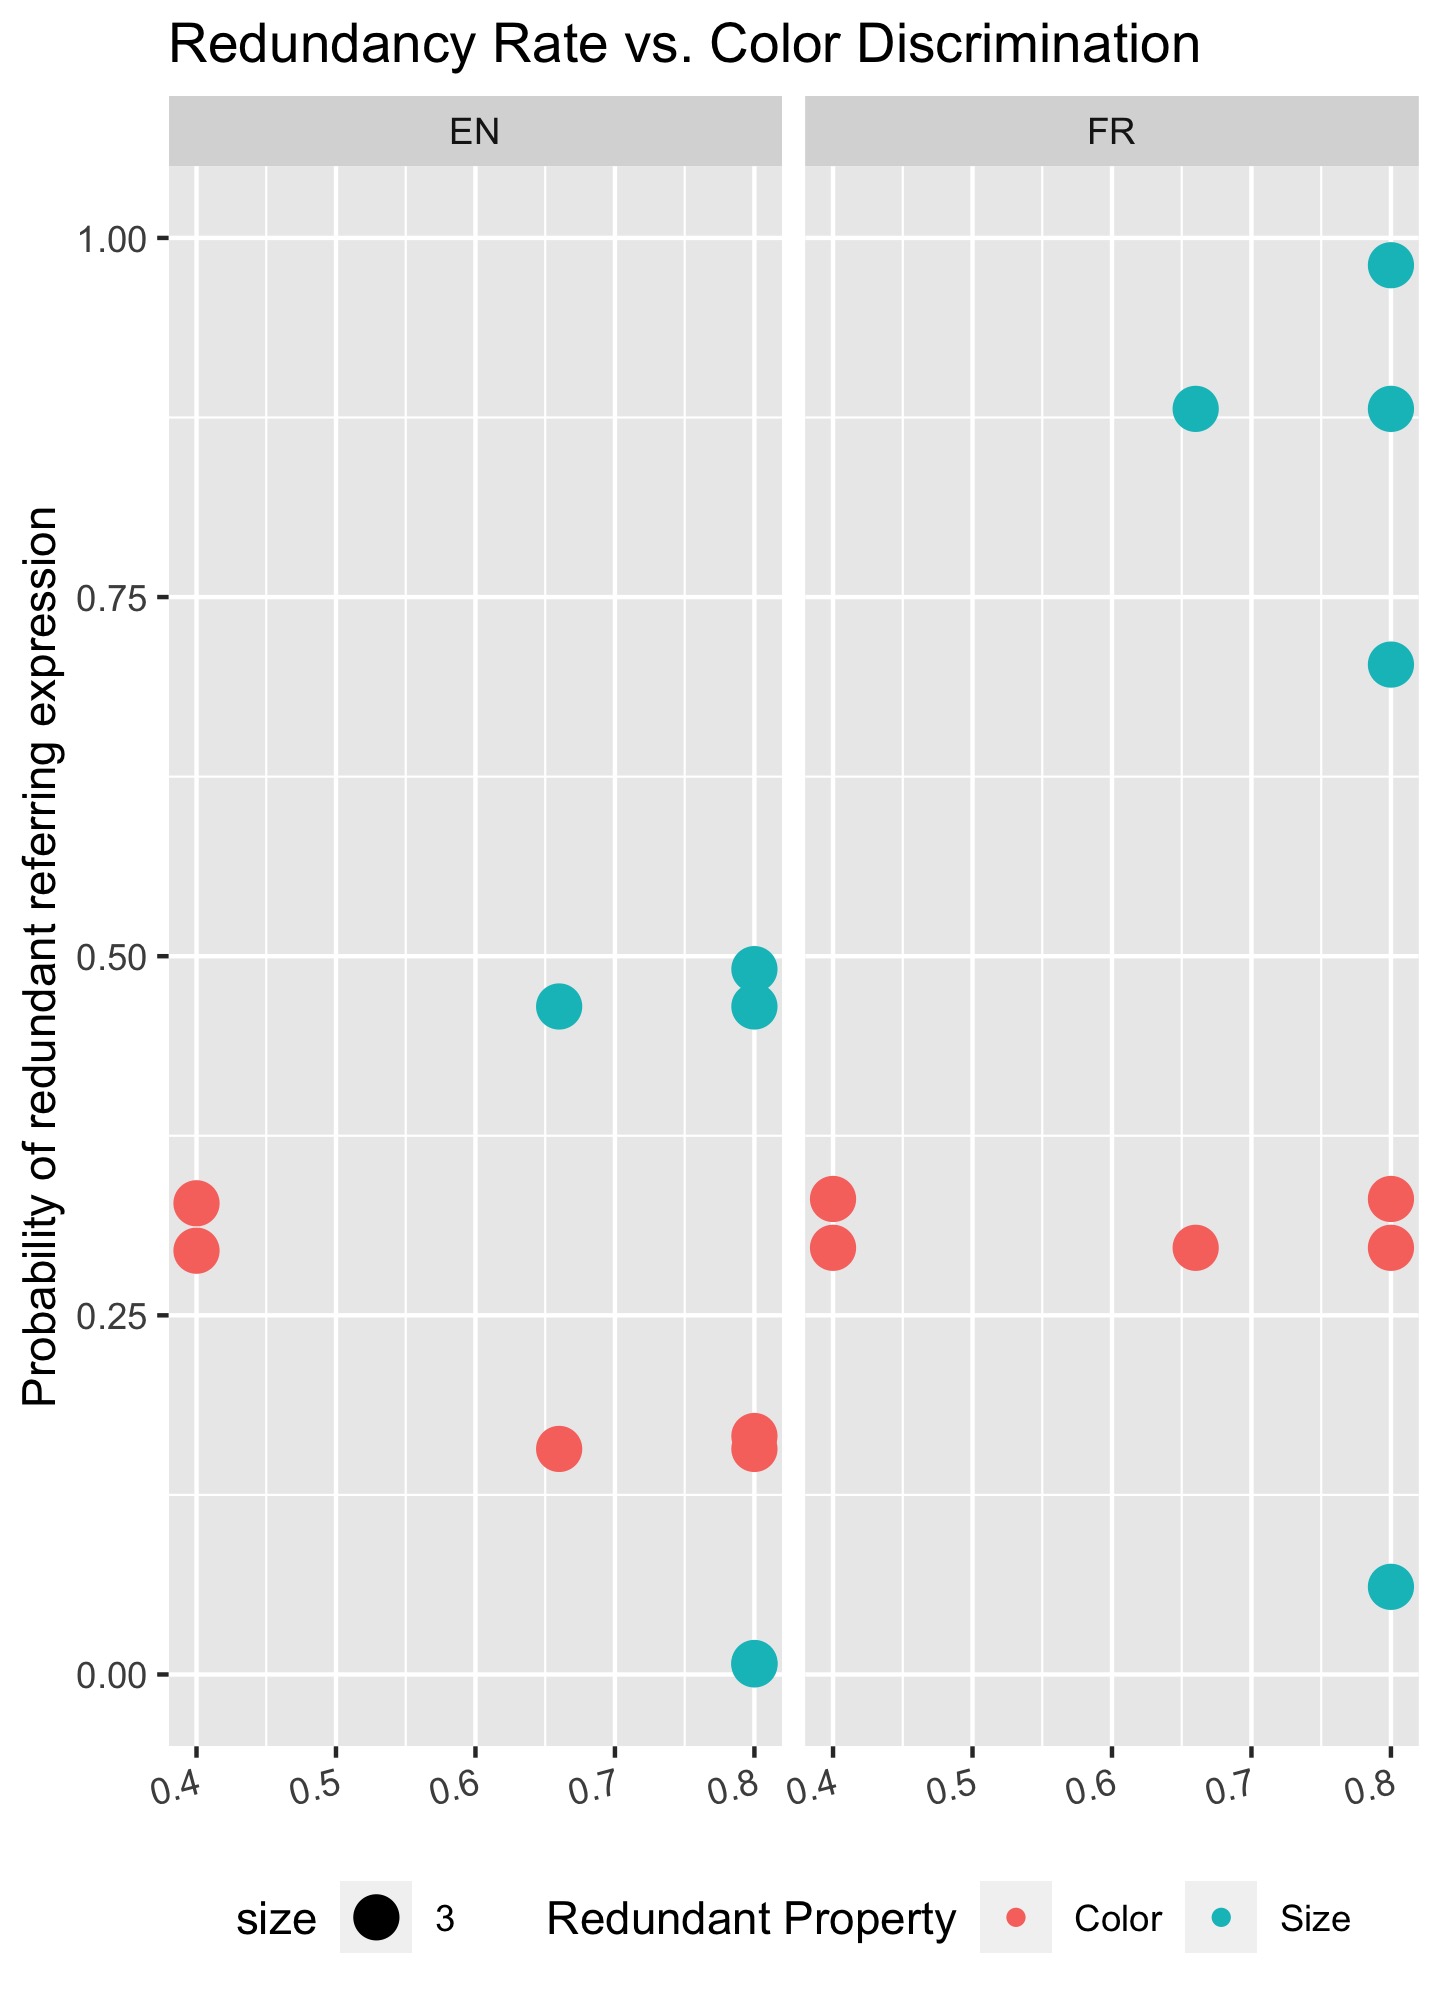 Redundancy Rate vs. Color Discrimination
EN
FR
Probability of redundant referring expression
1.00
0.75
0.50
0.25
0.00
0.4 0.5 0.6 0.7 0.8 0.4 0.5 0.6 0.7 0.8
size 3 Redundant Property Color Size